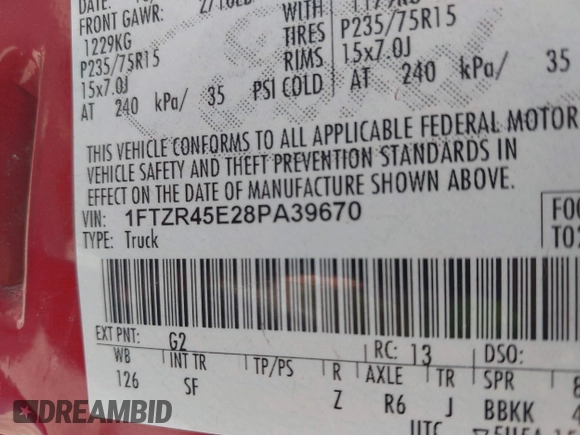 DATE:
FRONT GAWR:
1229KG
P235/75R15
15x7.0J
AT 240 kPa/ 35 PSI COLD
WITH
TIRES P235/75R15
RIMS 15x7.0J
AT 240 kPa/ 35
THIS VEHICLE CONFORMS TO ALL APPLICABLE FEDERAL MOTOR
VEHICLE SAFETY AND THEFT PREVENTION STANDARDS IN
EFFECT ON THE DATE OF MANUFACTURE SHOWN ABOVE.
VIN: 1FTZR45E28PA39670
TYPE: Truck
EXT PNT: G2 RC: 13 DSO:
WB INT TR TP/PS R AXLE TR SPR
126 SF Z R6 J BBKK
UTC
DREAMBID